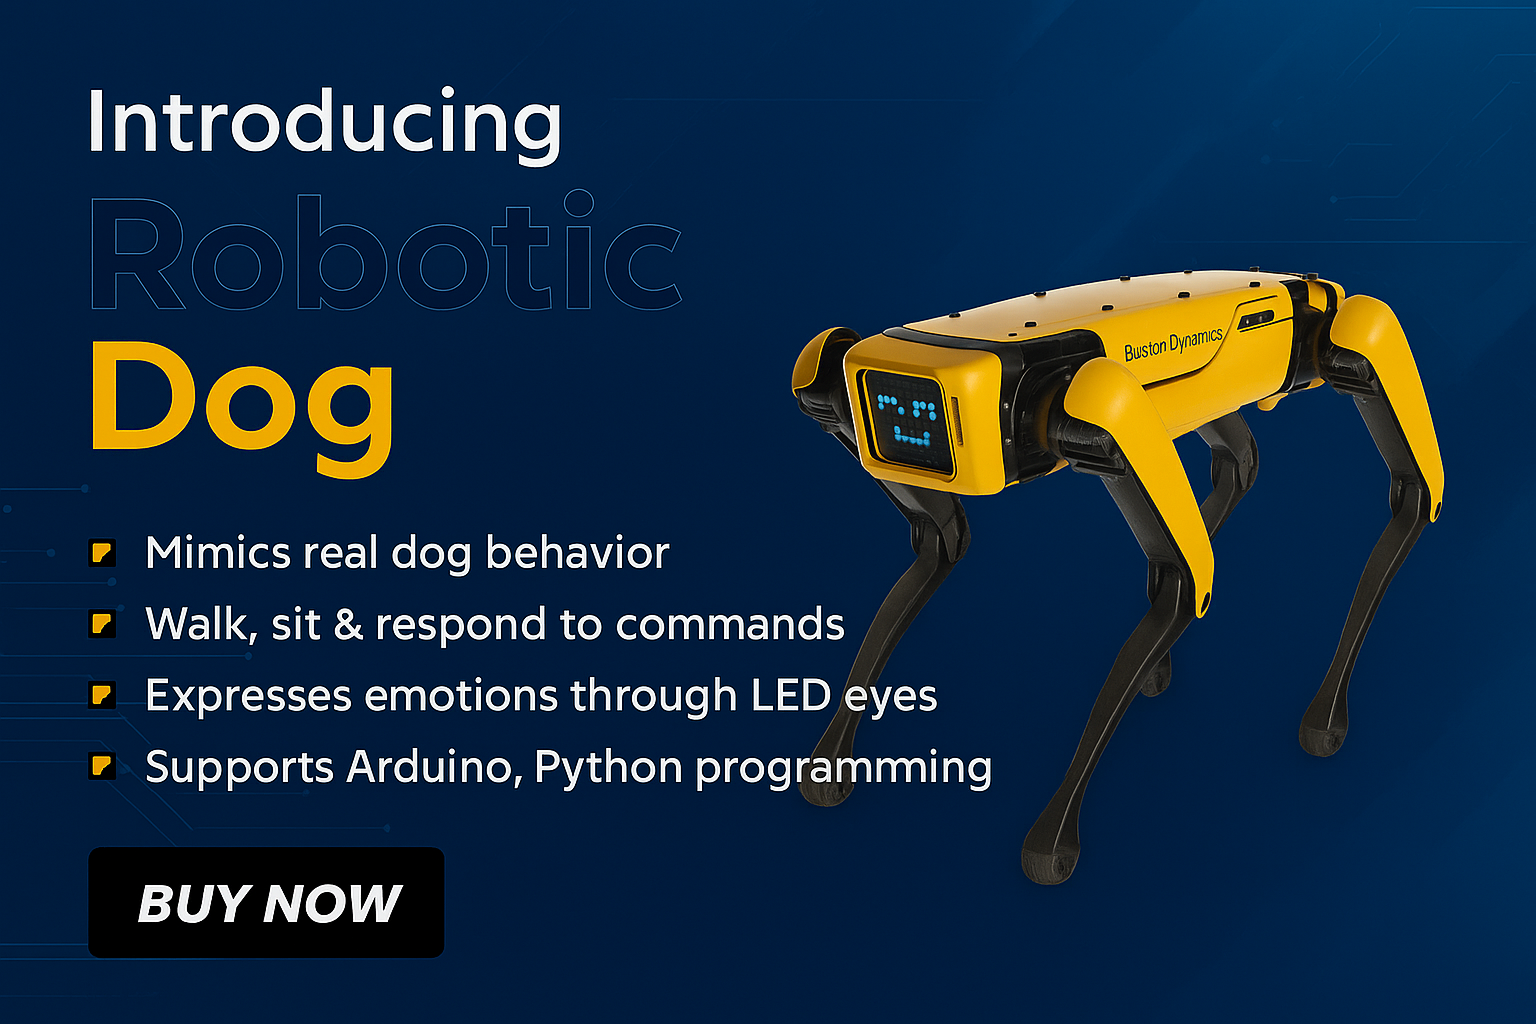 Introducing
Robotic
Dog
Mimics real dog behavior
Walk, sit & respond to commands
Expresses emotions through LED eyes
Supports Arduino, Python programming
BUY NOW
Buston Dynamics